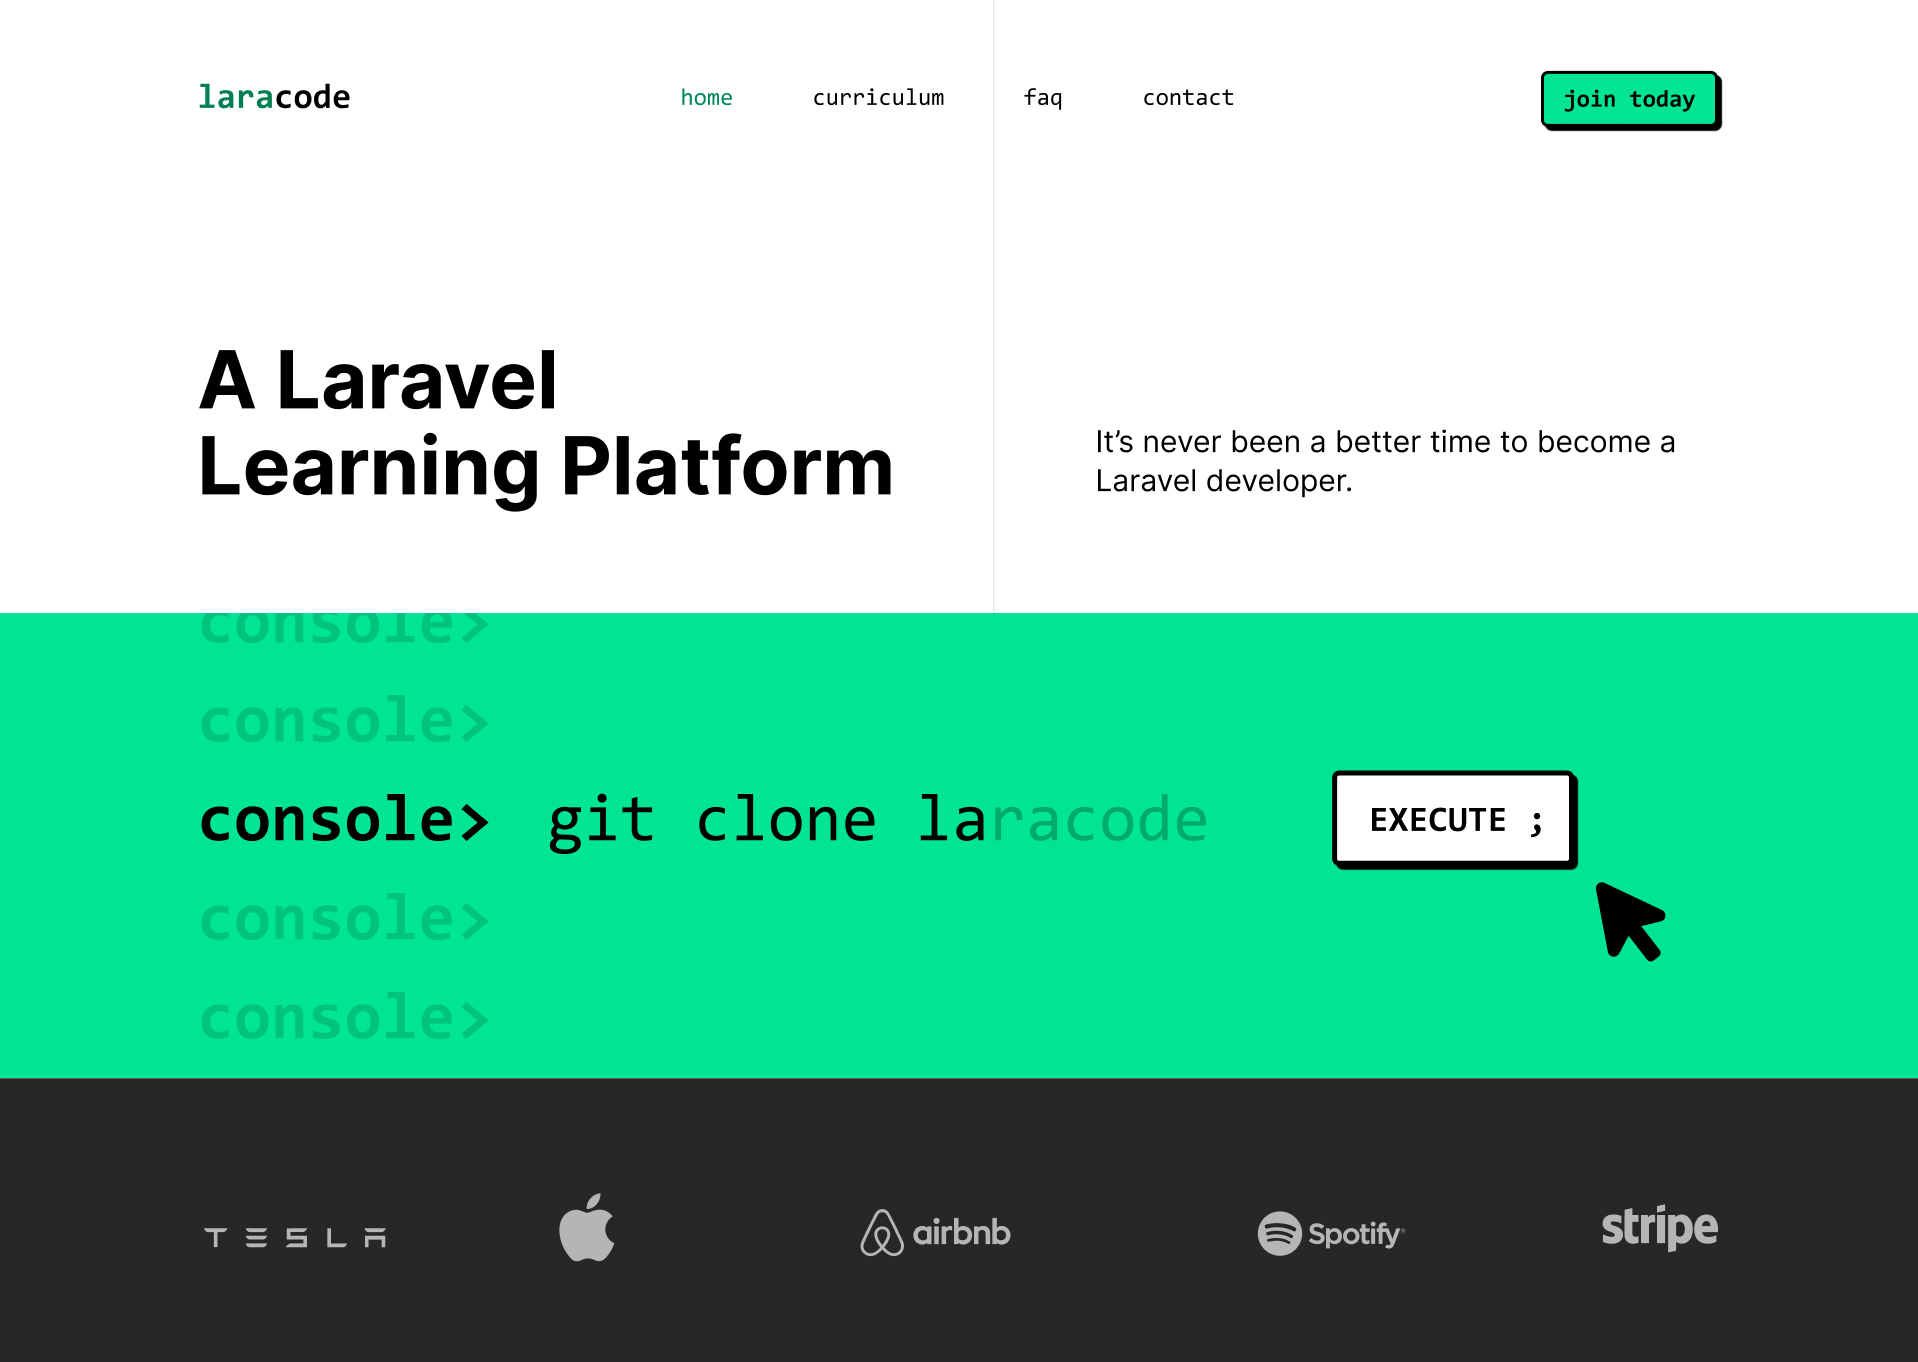 laracode
home curriculum faq contact
join today
A Laravel
Learning Platform
It’s never been a better time to become a
Laravel developer.
console>
console>
console> git clone laracode
EXECUTE ;
console>
console>
TESLA
airbnb
Spotify
stripe